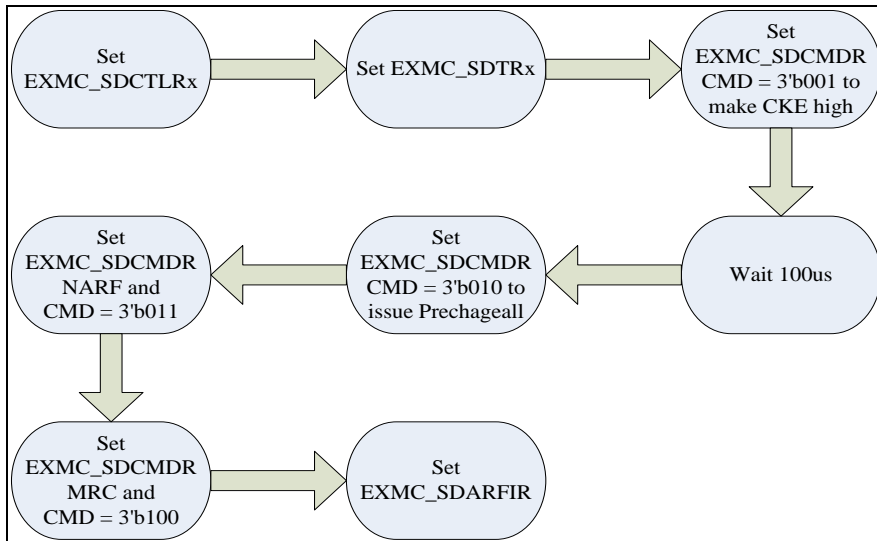 Set
EXMC_SDCTLRx
Set EXMC_SDTRx
Set
EXMC_SDCMDR
CMD = 3'b001 to
make CKE high
Wait 100us
Set
EXMC_SDCMDR
CMD = 3'b010 to
issue Prechageall
Set
EXMC_SDCMDR
NARF and
CMD = 3'b011
Set
EXMC_SDCMDR
MRC and
CMD = 3'b100
Set
EXMC_SDARFIR